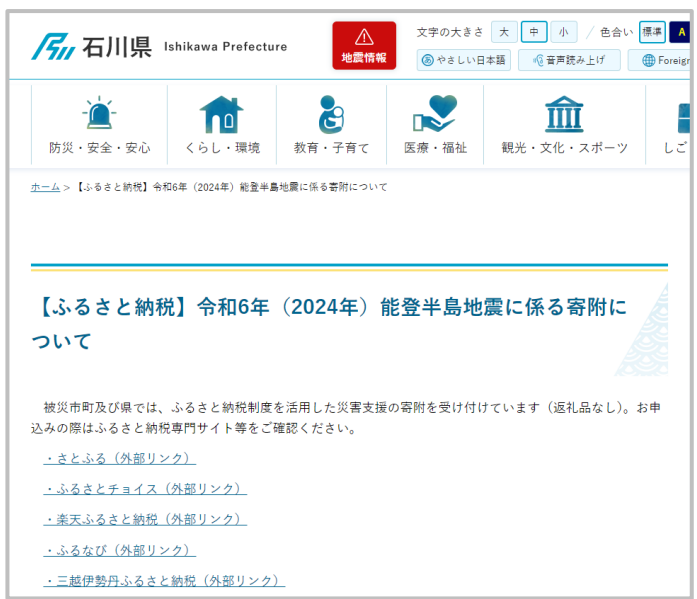 石川県 Ishikawa Prefecture
地震情報
文字の大きさ 大 中 小 / 色合い 標準 A
あ やさしい日本語 音声読み上げ Foreig
防災・安全・安心 くらし・環境 教育・子育て 医療・福祉 観光・文化・スポーツ しご
ホーム > 【ふるさと納税】令和6年（2024年）能登半島地震に係る寄附について
【ふるさと納税】令和6年（2024年）能登半島地震に係る寄附に
ついて
被災市町及び県では、ふるさと納税制度を活用した災害支援の寄附を受け付けています（返礼品なし）。お申
込みの際はふるさと納税専門サイト等をご確認ください。
・さとふる（外部リンク）
・ふるさとチョイス（外部リンク）
・楽天ふるさと納税（外部リンク）
・ふるなび（外部リンク）
・三越伊勢丹ふるさと納税（外部リンク）